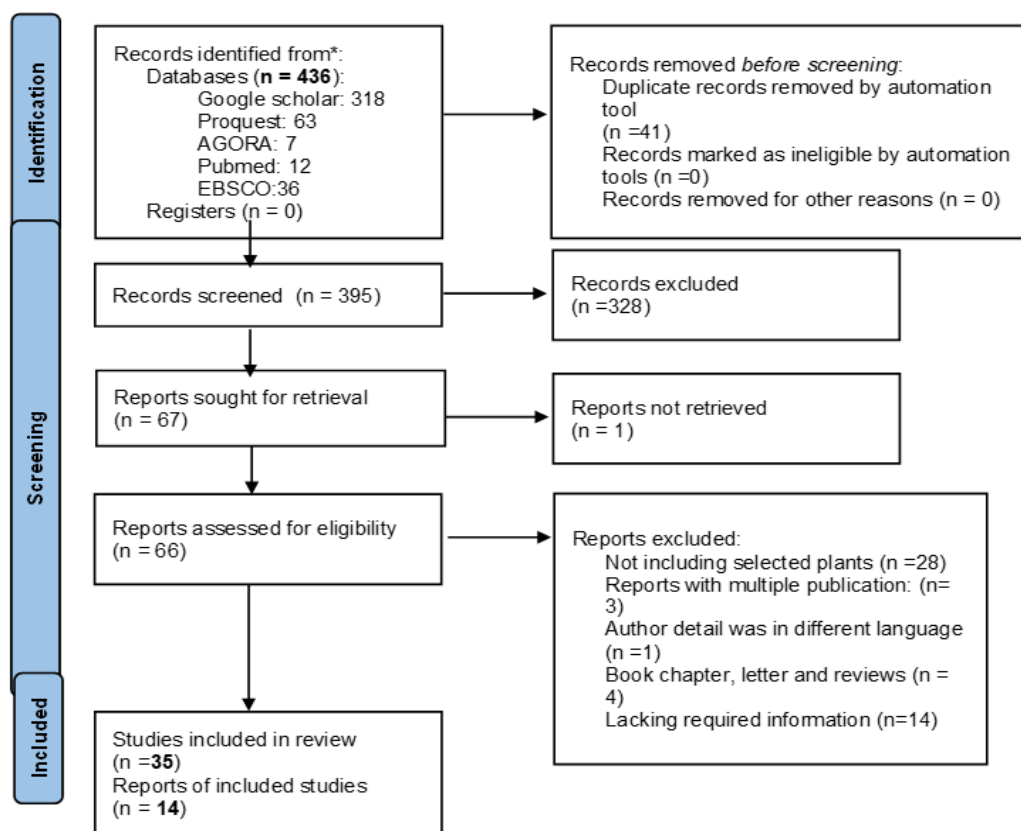 Identification
Records identified from*:
Databases (n = 436):
Google scholar: 318
Proquest: 63
AGORA: 7
Pubmed: 12
EBSCO:36
Registers (n = 0)
Records removed before screening:
Duplicate records removed by automation
tool
(n =41)
Records marked as ineligible by automation
tools (n =0)
Records removed for other reasons (n = 0)
Screening
Records screened (n = 395)
Records excluded
(n =328)
Reports sought for retrieval
(n = 67)
Reports not retrieved
(n = 1)
Reports assessed for eligibility
(n = 66)
Reports excluded:
Not including selected plants (n =28)
Reports with multiple publication: (n=
3)
Author detail was in different language
(n =1)
Book chapter, letter and reviews (n =
4)
Lacking required information (n=14)
Included
Studies included in review
(n =35)
Reports of included studies
(n = 14)